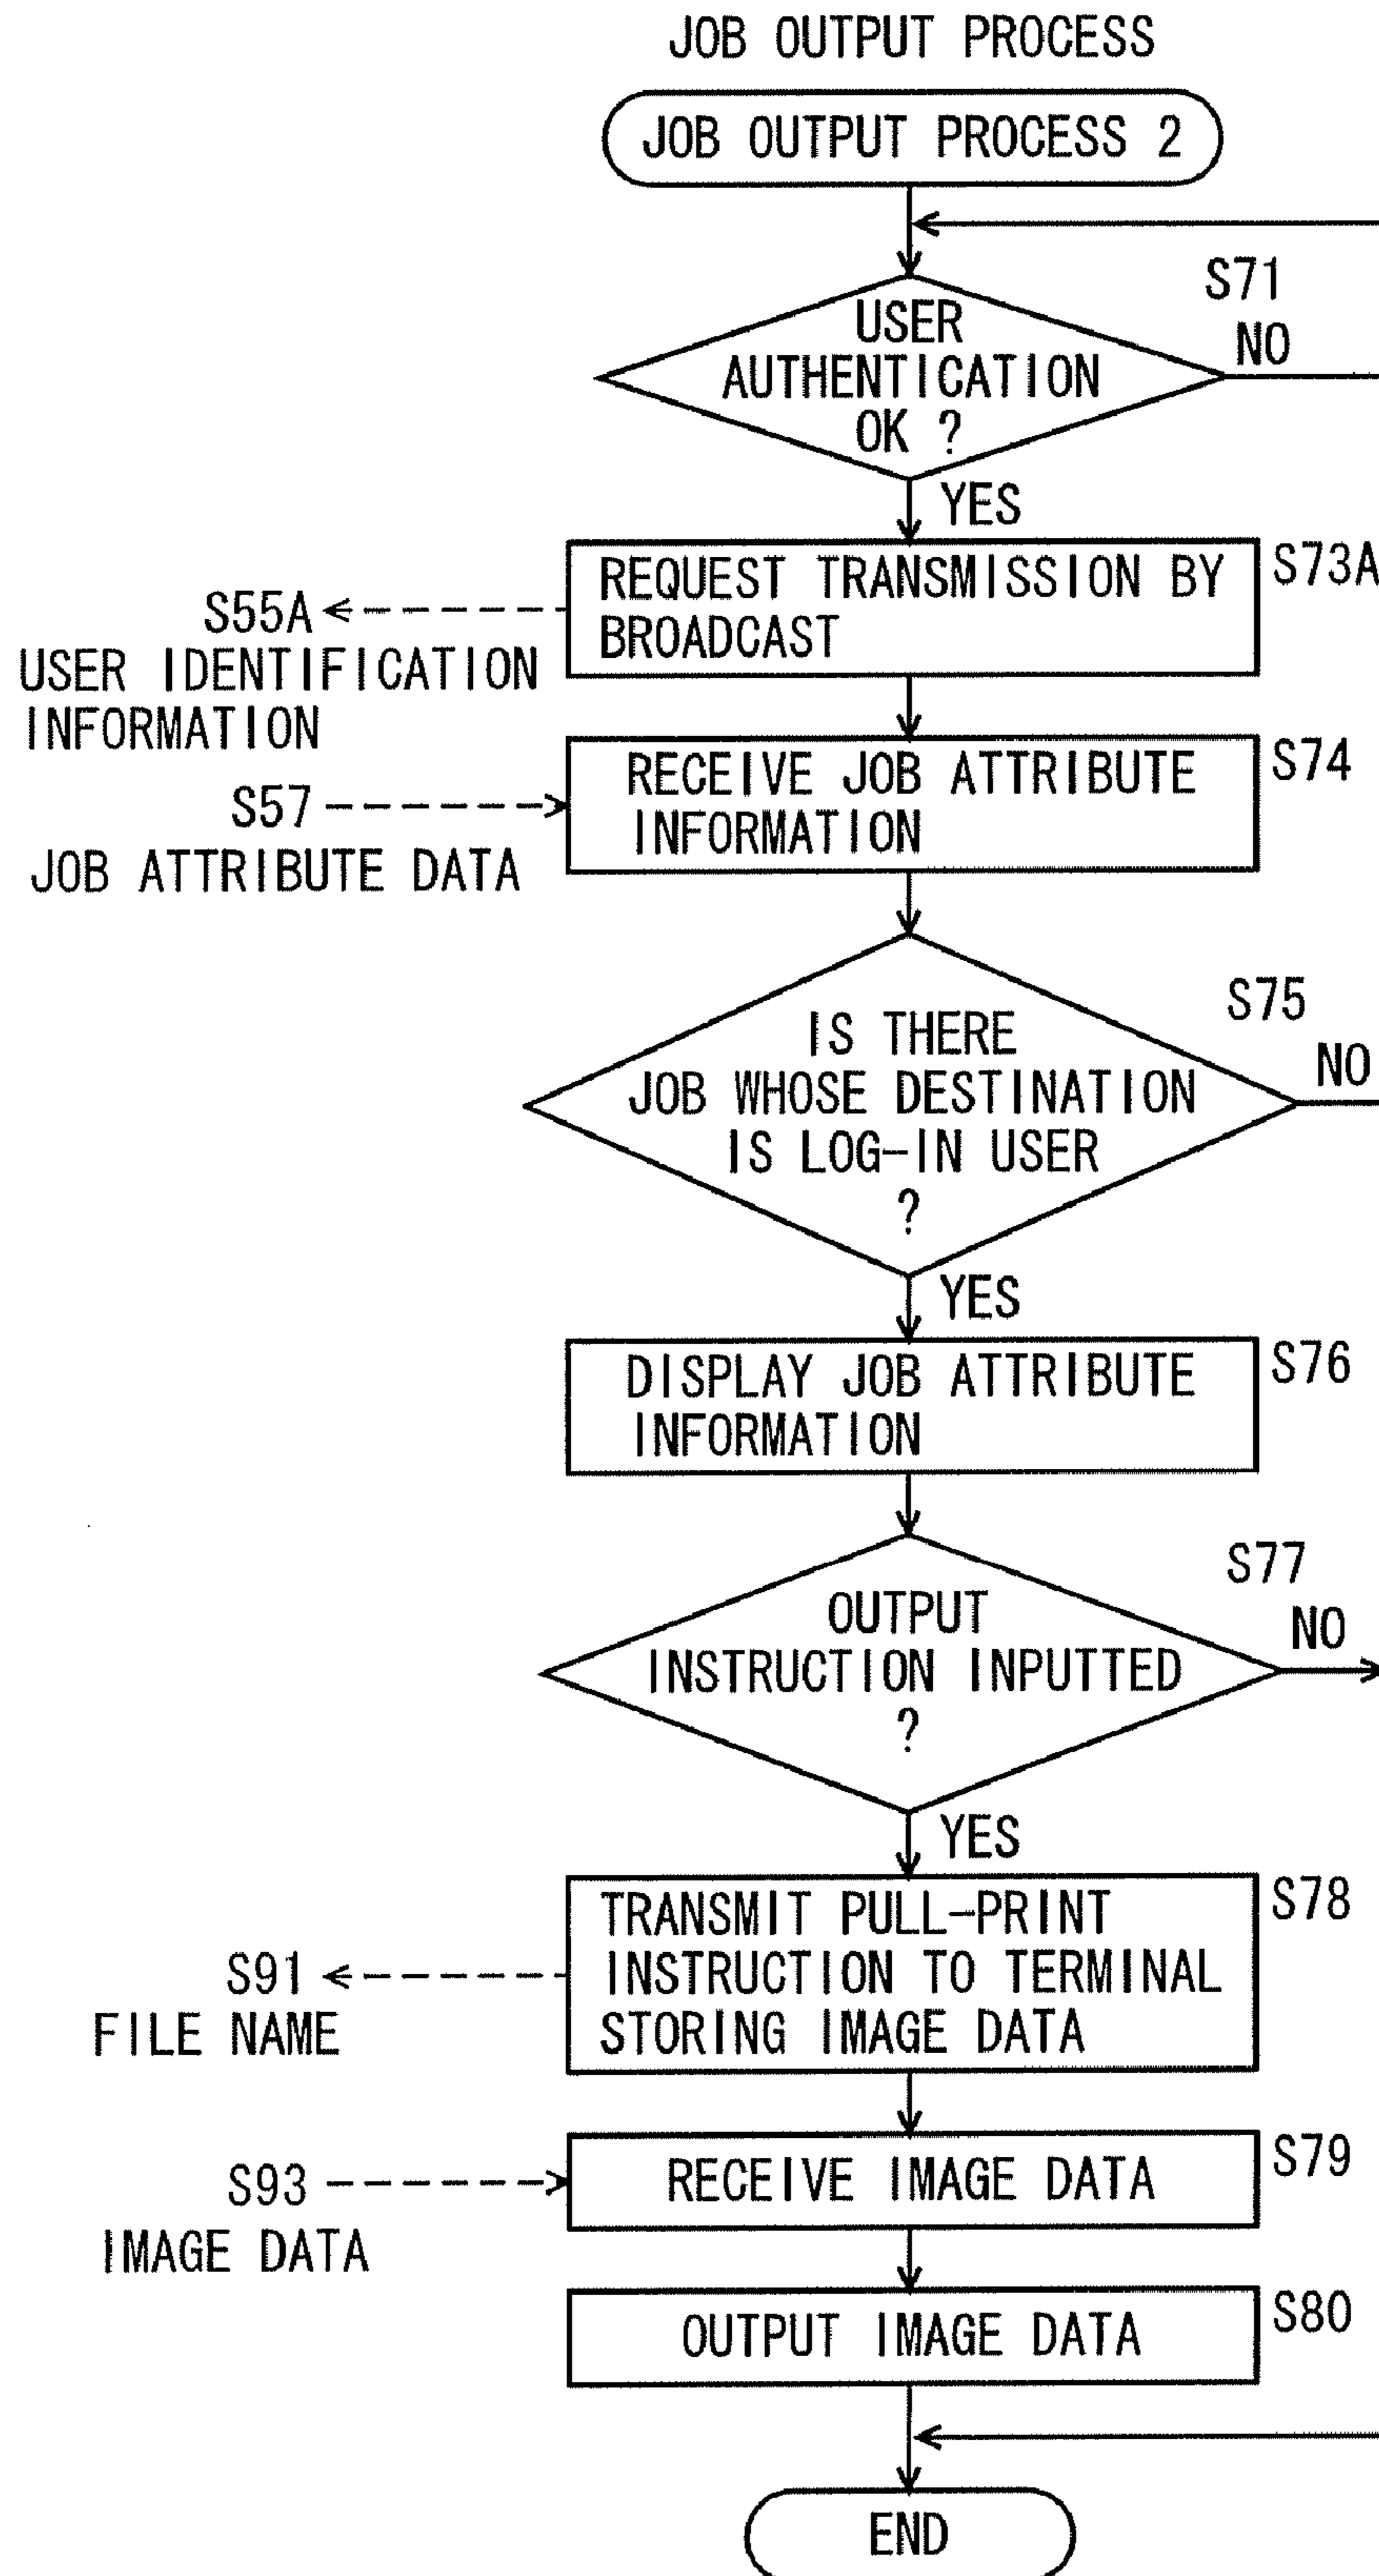 JOB OUTPUT PROCESS
JOB OUTPUT PROCESS 2
S71
NO
USER
AUTHENTICATION
OK ?
YES
S73A
REQUEST TRANSMISSION BY
BROADCAST
S55A
USER IDENTIFICATION
INFORMATION
S74
RECEIVE JOB ATTRIBUTE
INFORMATION
S57
JOB ATTRIBUTE DATA
S75
NO
IS THERE
JOB WHOSE DESTINATION
IS LOG-IN USER
?
YES
S76
DISPLAY JOB ATTRIBUTE
INFORMATION
S77
NO
OUTPUT
INSTRUCTION INPUTTED
?
YES
S78
TRANSMIT PULL-PRINT
INSTRUCTION TO TERMINAL
STORING IMAGE DATA
S91
FILE NAME
S79
RECEIVE IMAGE DATA
S93
IMAGE DATA
S80
OUTPUT IMAGE DATA
END